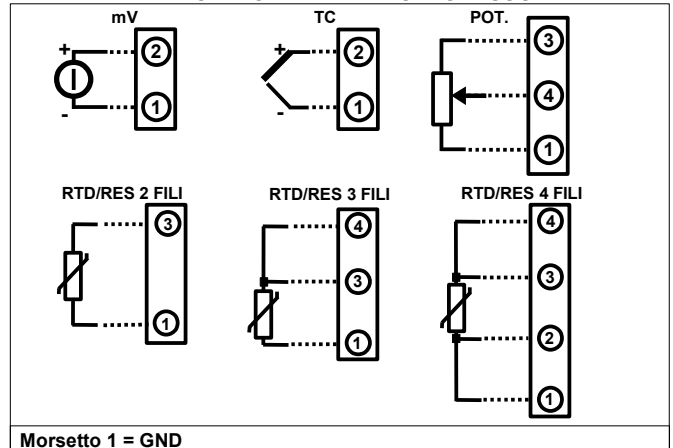 mV TC POT.
+ 2 + 2 3
- 1 - 1 4
1
RTD/RES 2 FILI RTD/RES 3 FILI RTD/RES 4 FILI
3 4 4
3 3
1 1 2
1
Morsetto 1 = GND